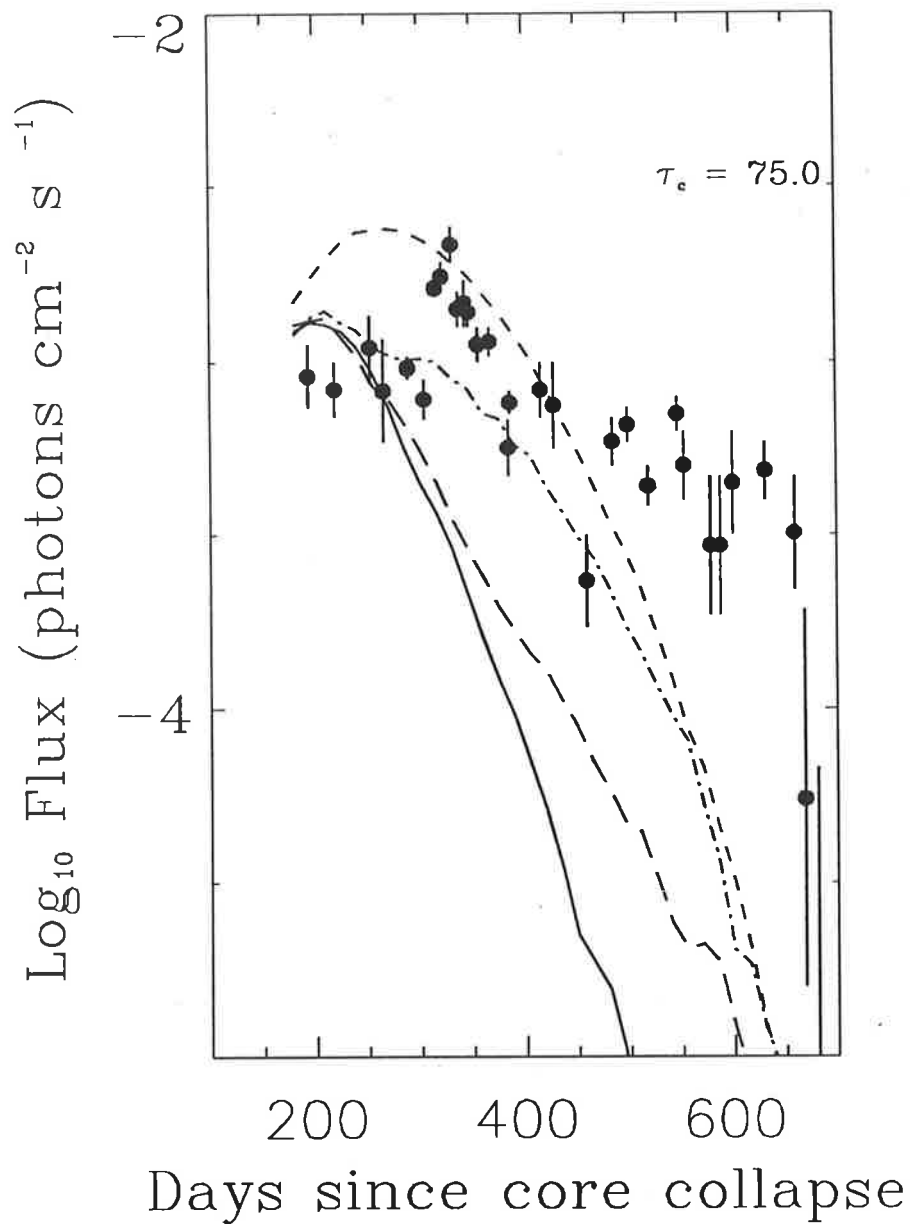 -2
τc = 75.0
Log10 Flux (photons cm-2 s -1)
-4
200 400 600
Days since core collapse